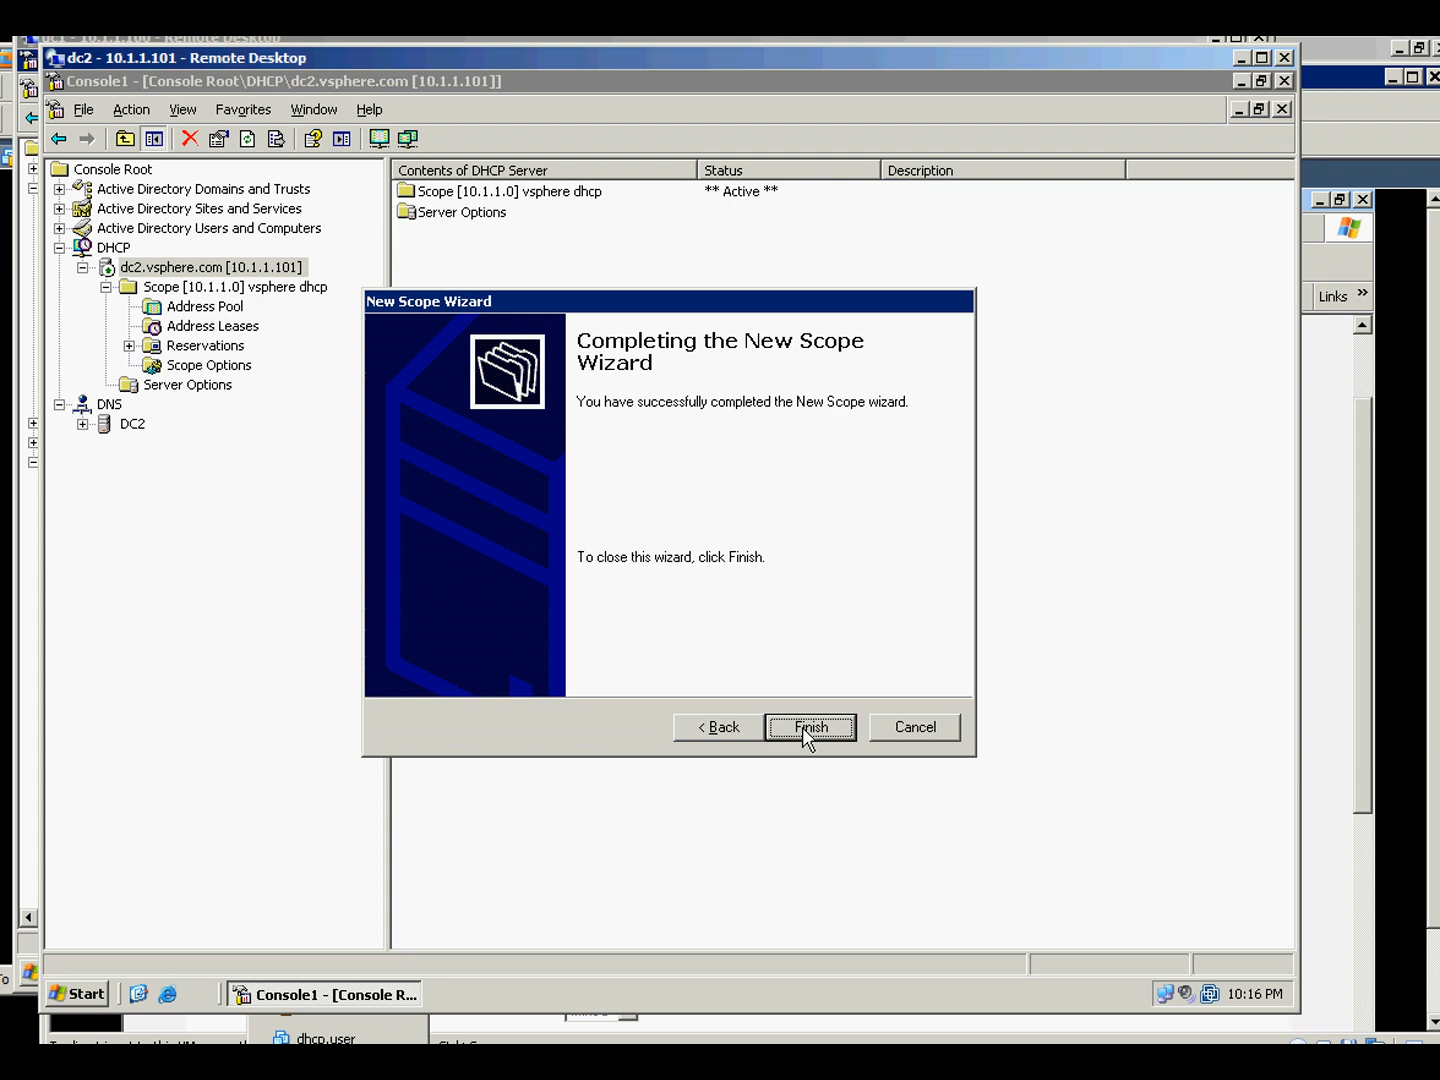 dc2 - 10.1.1.101 - Remote Desktop
Console1 - [Console Root\DHCP\dc2.vsphere.com [10.1.1.101]]
File Action View Favorites Window Help
Console Root
Active Directory Domains and Trusts
Active Directory Sites and Services
Active Directory Users and Computers
DHCP
dc2.vsphere.com [10.1.1.101]
Scope [10.1.1.0] vsphere dhcp
Address Pool
Address Leases
Reservations
Scope Options
Server Options
DNS
DC2
Contents of DHCP Server Status Description
Scope [10.1.1.0] vsphere dhcp ** Active **
Server Options
Links »
New Scope Wizard
Completing the New Scope
Wizard
You have successfully completed the New Scope wizard.
To close this wizard, click Finish.
< Back Finish Cancel
Start Console1 - [Console R... 10:16 PM
dhcp.user